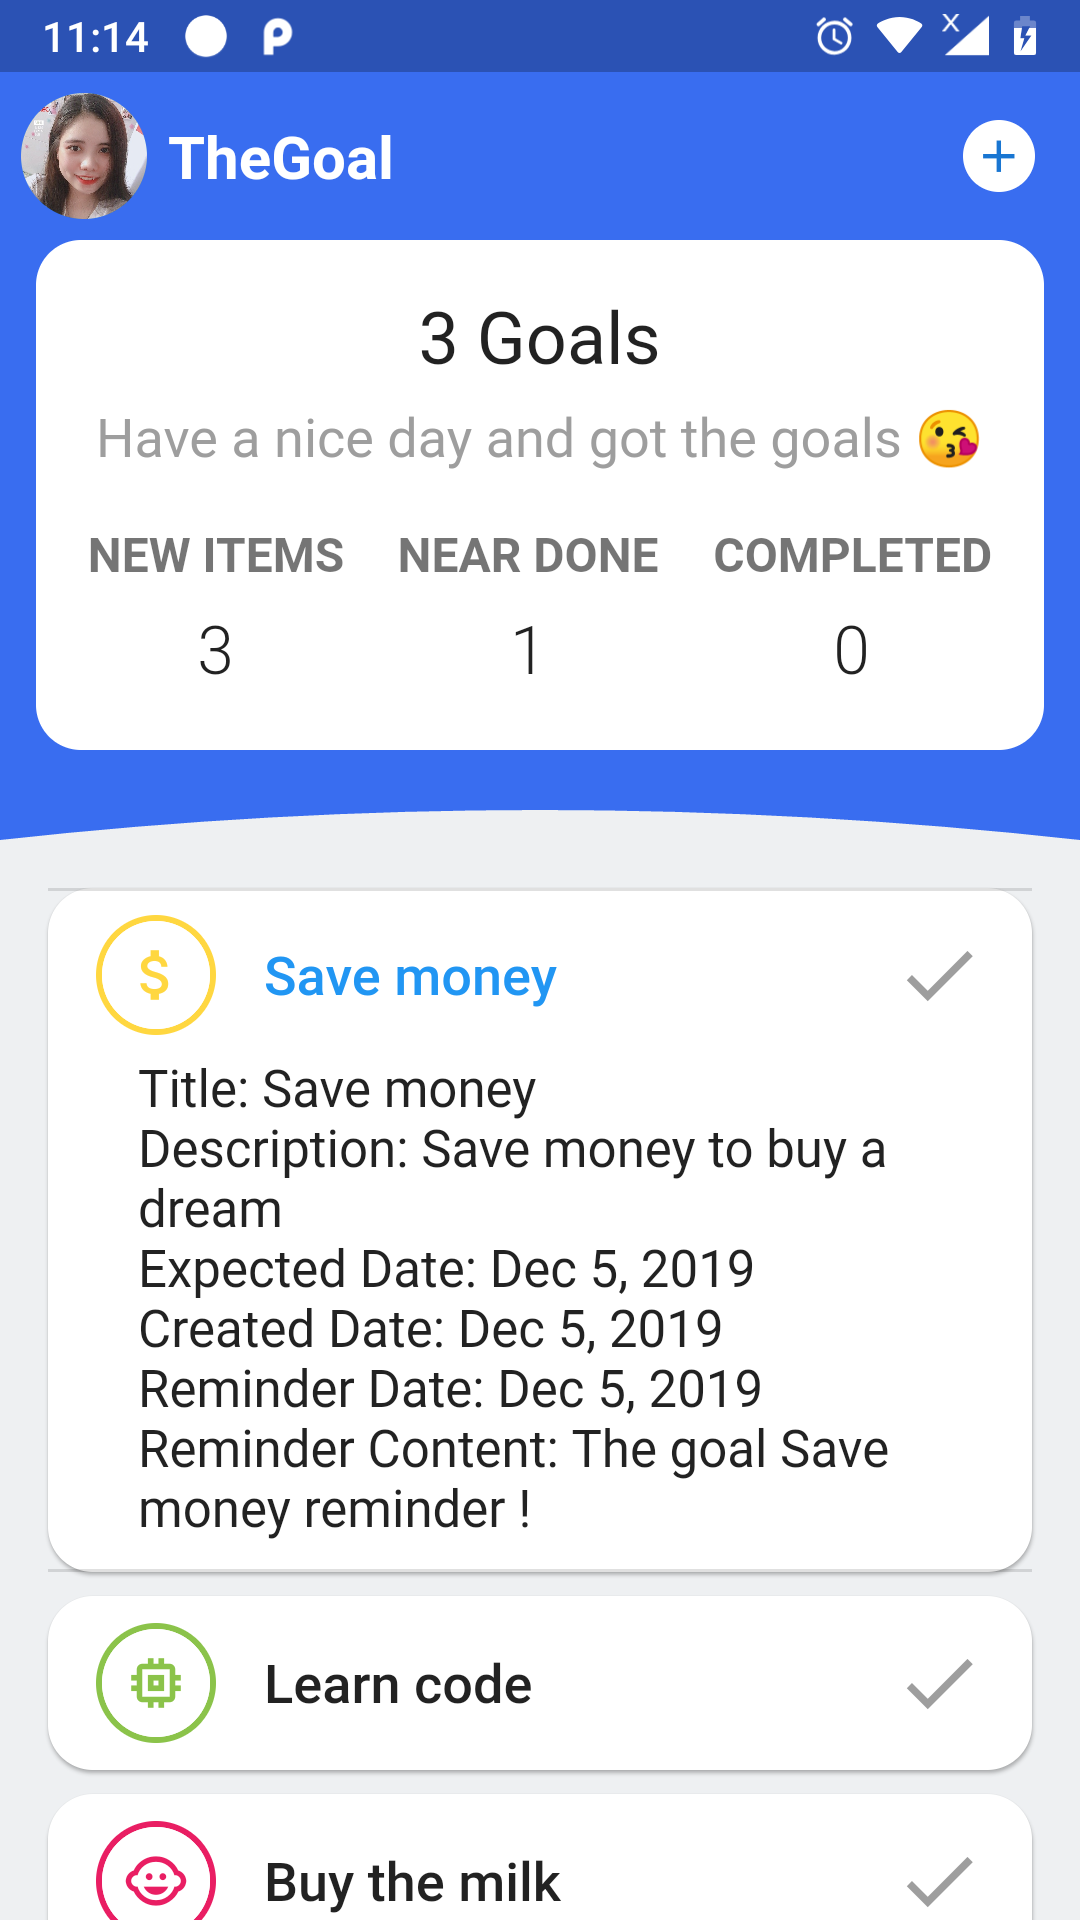 11:14
TheGoal
3 Goals
Have a nice day and got the goals 😘
NEW ITEMS NEAR DONE COMPLETED
3 1 0
Save money
Title: Save money
Description: Save money to buy a
dream
Expected Date: Dec 5, 2019
Created Date: Dec 5, 2019
Reminder Date: Dec 5, 2019
Reminder Content: The goal Save
money reminder !
Learn code
Buy the milk